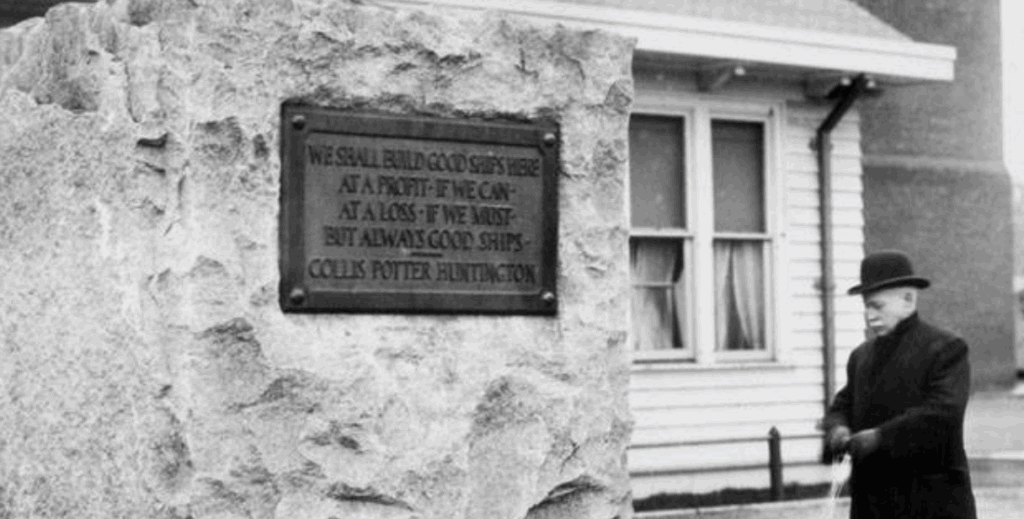 WE SHALL BUILD GOOD SHIPS HERE
AT A PROFIT · IF WE CAN ·
AT A LOSS · IF WE MUST ·
BUT ALWAYS GOOD SHIPS ·
COLLIS POTTER HUNTINGTON